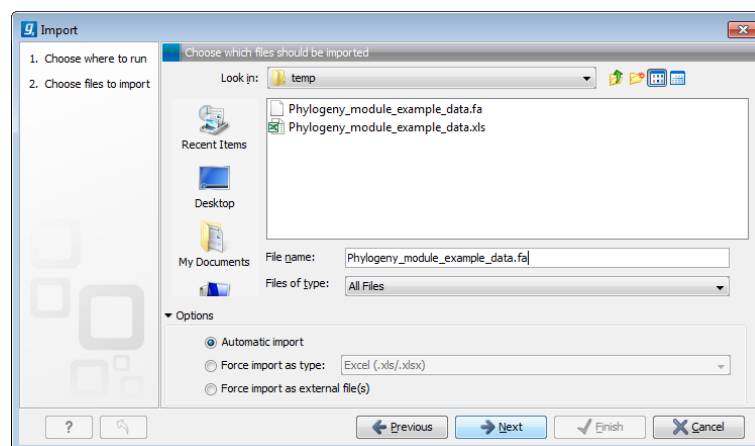 Import
1. Choose where to run
2. Choose files to import
Choose which files should be imported
Look in:
temp
Phylogeny_module_example_data.fa
Phylogeny_module_example_data.xls
Recent Items
Desktop
My Documents
File name:
Phylogeny_module_example_data.fa
Files of type:
All Files
Options
Automatic import
Force import as type:
Excel (.xls/.xlsx)
Force import as external file(s)
?
Previous
Next
Finish
Cancel